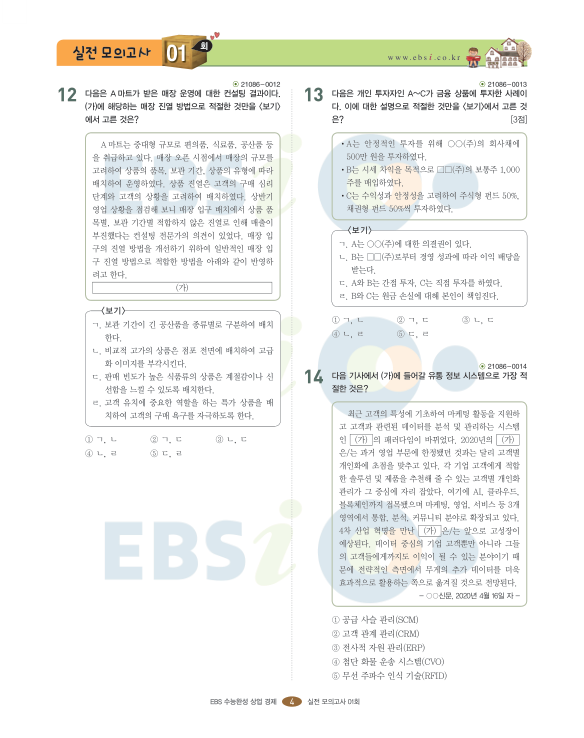 실전 모의고사 01 회
www.ebsi.co.kr
21086-0012
12 다음은 A 마트가 받은 매장 운영에 대한 컨설팅 결과이다.
(가)에 해당하는 매장 진열 방법으로 적절한 것만을 <보기>
에서 고른 것은?
A 마트는 중대형 규모로 편의품, 식료품, 공산품 등
을 취급하고 있다. 매장 오픈 시점에서 매장의 규모를
고려하여 상품의 품목, 보관 기간, 상품의 유형에 따라
배치하여 운영하였다. 상품 진열은 고객의 구매 심리
단계와 고객의 상황을 고려하여 배치하였다. 상반기
영업 상황을 점검해 보니 매장 입구 배치에서 상품 품
목별, 보관 기간별 적합하지 않은 진열로 인해 매출이
부진했다는 컨설팅 전문가의 의견이 있었다. 매장 입
구의 진열 방법을 개선하기 위하여 일반적인 매장 입
구 진열 방법으로 적합한 방법을 아래와 같이 반영하
려고 한다.
(가)
<보기>
ㄱ. 보관 기간이 긴 공산품을 종류별로 구분하여 배치
한다.
ㄴ. 비교적 고가의 상품은 점포 전면에 배치하여 고급
화 이미지를 부각시킨다.
ㄷ. 판매 빈도가 높은 식품류의 상품은 계절감이나 신
선함을 느낄 수 있도록 배치한다.
ㄹ. 고객 유치에 중요한 역할을 하는 특가 상품을 배
치하여 고객의 구매 욕구를 자극하도록 한다.
① ㄱ, ㄴ ② ㄱ, ㄷ ③ ㄴ, ㄷ
④ ㄴ, ㄹ ⑤ ㄷ, ㄹ
21086-0013
13 다음은 개인 투자자인 A~C가 금융 상품에 투자한 사례이
다. 이에 대한 설명으로 적절한 것만을 <보기>에서 고른 것
은? [3점]
• A는 안정적인 투자를 위해 ○○(주)의 회사채에
500만 원을 투자하였다.
• B는 시세 차익을 목적으로 □□(주)의 보통주 1,000
주를 매입하였다.
• C는 수익성과 안정성을 고려하여 주식형 펀드 50%,
채권형 펀드 50%씩 투자하였다.
<보기>
ㄱ. A는 ○○(주)에 대한 의결권이 있다.
ㄴ. B는 □□(주)로부터 경영 성과에 따라 이익 배당을
받는다.
ㄷ. A와 B는 간접 투자, C는 직접 투자를 하였다.
ㄹ. B와 C는 원금 손실에 대해 본인이 책임진다.
① ㄱ, ㄴ ② ㄱ, ㄷ ③ ㄴ, ㄷ
④ ㄴ, ㄹ ⑤ ㄷ, ㄹ
21086-0014
14 다음 기사에서 (가)에 들어갈 유통 정보 시스템으로 가장 적
절한 것은?
최근 고객의 특성에 기초하여 마케팅 활동을 지원하
고 고객과 관련된 데이터를 분석 및 관리하는 시스템
인 (가) 의 패러다임이 바뀌었다. 2020년의 (가)
은/는 과거 영업 부문에 한정됐던 것과는 달리 고객별
개인화에 초점을 맞추고 있다. 각 기업 고객에게 적합
한 솔루션 및 제품을 추천해 줄 수 있는 고객별 개인화
관리가 그 중심에 자리 잡았다. 여기에 AI, 클라우드,
블록체인까지 접목했으며 마케팅, 영업, 서비스 등 3개
영역에서 통합, 분석, 커뮤니티 분야로 확장되고 있다.
4차 산업 혁명을 만난 (가) 은/는 앞으로 고성장이
예상된다. 데이터 중심의 기업 고객뿐만 아니라 그들
의 고객들에게까지도 이익이 될 수 있는 분야이기 때
문에 전략적인 측면에서 무게의 추가 데이터를 더욱
효과적으로 활용하는 쪽으로 옮겨질 것으로 전망된다.
- ○○신문, 2020년 4월 16일 자 -
① 공급 사슬 관리(SCM)
② 고객 관계 관리(CRM)
③ 전사적 자원 관리(ERP)
④ 첨단 화물 운송 시스템(CVO)
⑤ 무선 주파수 인식 기술(RFID)
EBSi
EBS 수능완성 상업 경제 4 실전 모의고사 01회